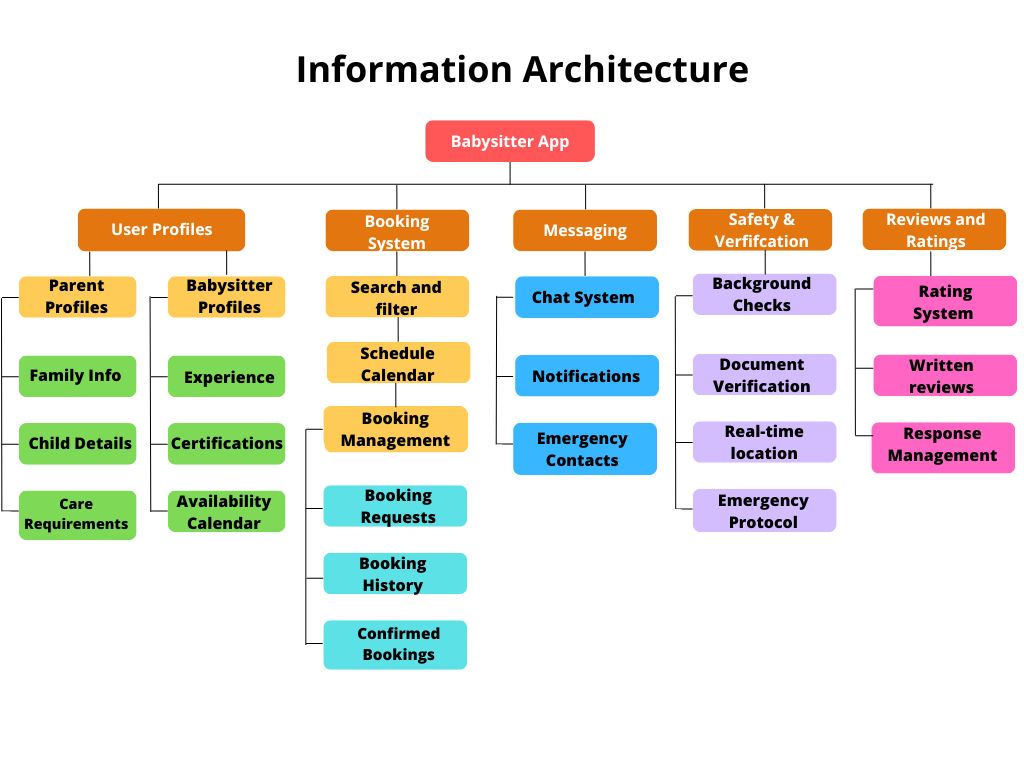 Information Architecture
Babysitter App
User Profiles
Booking
System
Messaging
Safety &
Verfifcation
Reviews and
Ratings
Parent
Profiles
Family Info
Child Details
Care
Requirements
Babysitter
Profiles
Experience
Certifications
Availability
Calendar
Search and
filter
Schedule
Calendar
Booking
Management
Booking
Requests
Booking
History
Confirmed
Bookings
Chat System
Notifications
Emergency
Contacts
Background
Checks
Document
Verification
Real-time
location
Emergency
Protocol
Rating
System
Written
reviews
Response
Management